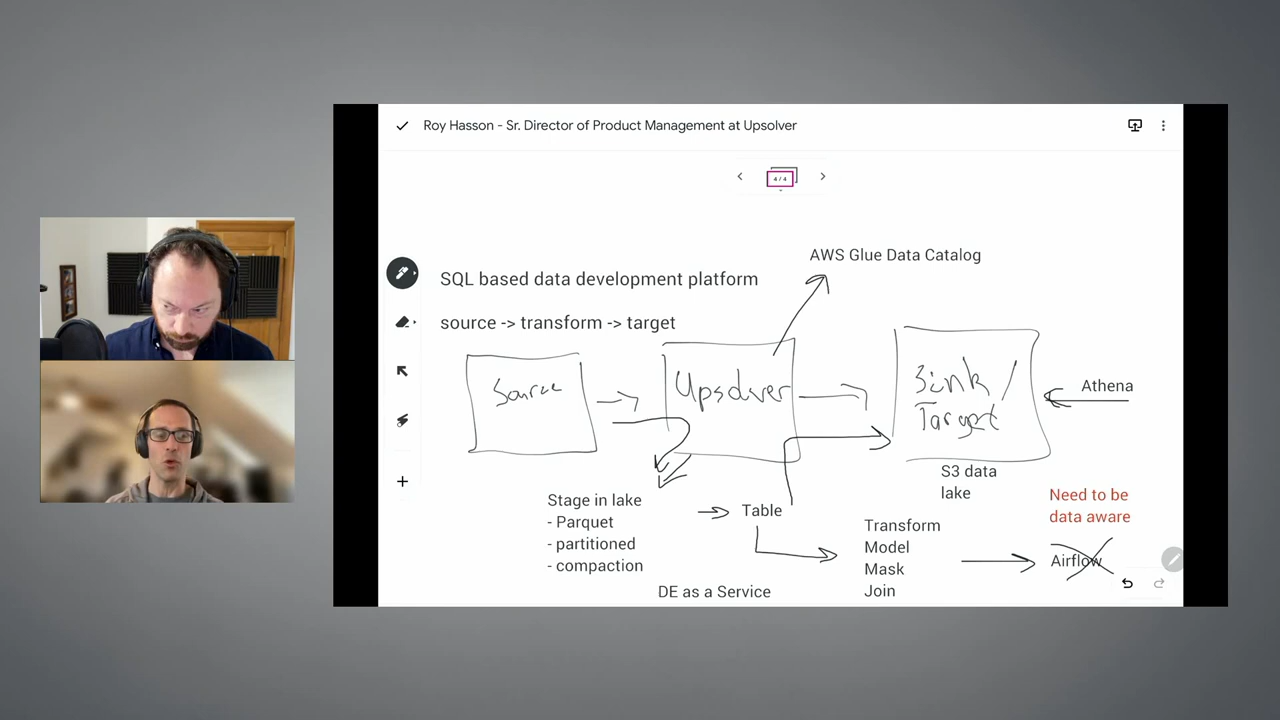 Roy Hasson - Sr. Director of Product Management at Upsolver
4 / 4
AWS Glue Data Catalog
SQL based data development platform
source -> transform -> target
Source
Upsolver
Sink /
Target
Athena
S3 data
lake
Stage in lake
- Parquet
- partitioned
- compaction
Table
Transform
Model
Mask
Join
Need to be
data aware
Airflow
DE as a Service